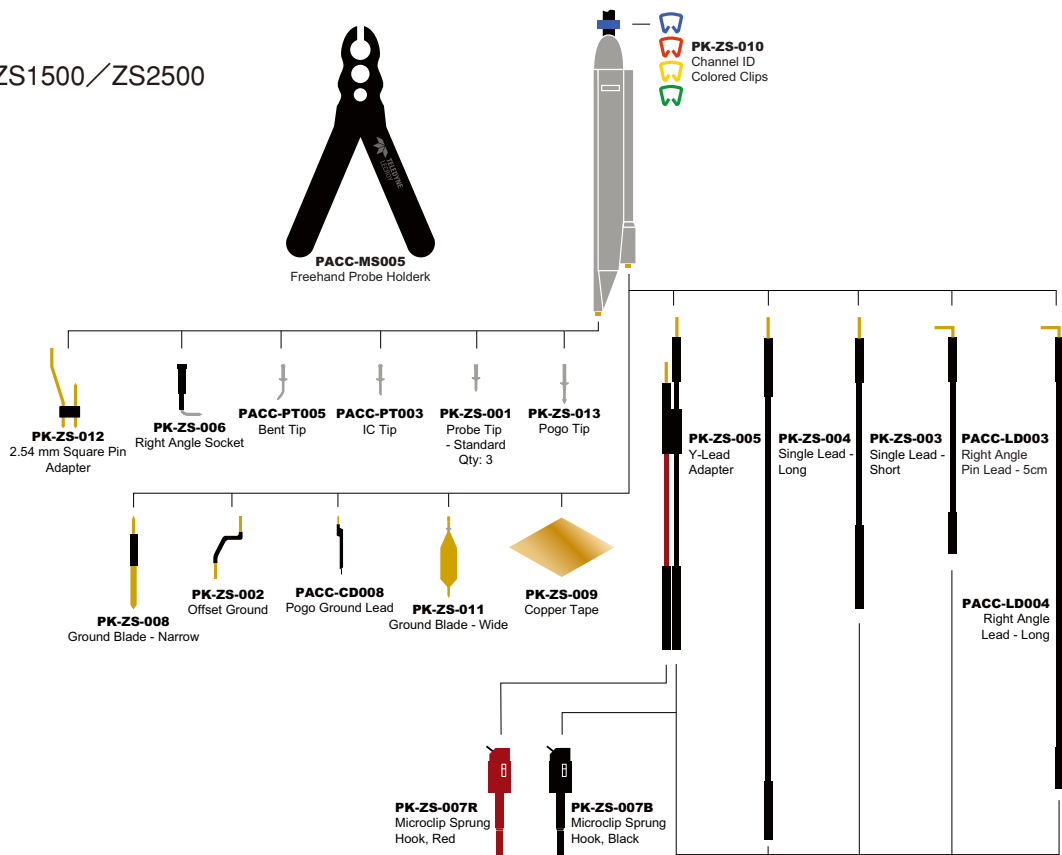 ZS1500／ZS2500
PK-ZS-010
Channel ID
Colored Clips
TELEDYNE
LECROY
PACC-MS005
Freehand Probe Holderk
PK-ZS-012
2.54 mm Square Pin
Adapter
PK-ZS-006
Right Angle Socket
PACC-PT005
Bent Tip
PACC-PT003
IC Tip
PK-ZS-001
Probe Tip
- Standard
Qty: 3
PK-ZS-013
Pogo Tip
PK-ZS-005
Y-Lead
Adapter
PK-ZS-004
Single Lead -
Long
PK-ZS-003
Single Lead -
Short
PACC-LD003
Right Angle
Pin Lead - 5cm
PK-ZS-008
Ground Blade - Narrow
PK-ZS-002
Offset Ground
PACC-CD008
Pogo Ground Lead
PK-ZS-011
Ground Blade - Wide
PK-ZS-009
Copper Tape
PACC-LD004
Right Angle
Lead - Long
PK-ZS-007R
Microclip Sprung
Hook, Red
PK-ZS-007B
Microclip Sprung
Hook, Black